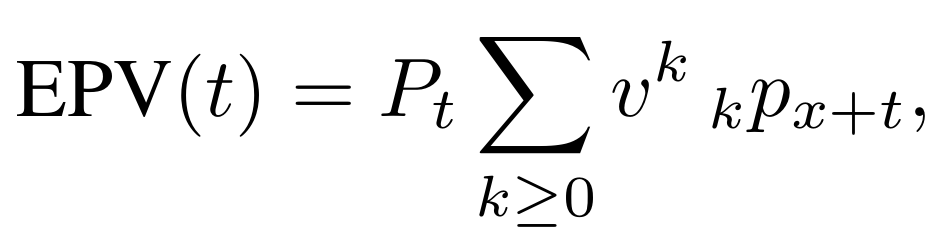 EPV(t) = P_t \sum_{k \geq 0} v^k {}_k p_{x+t},